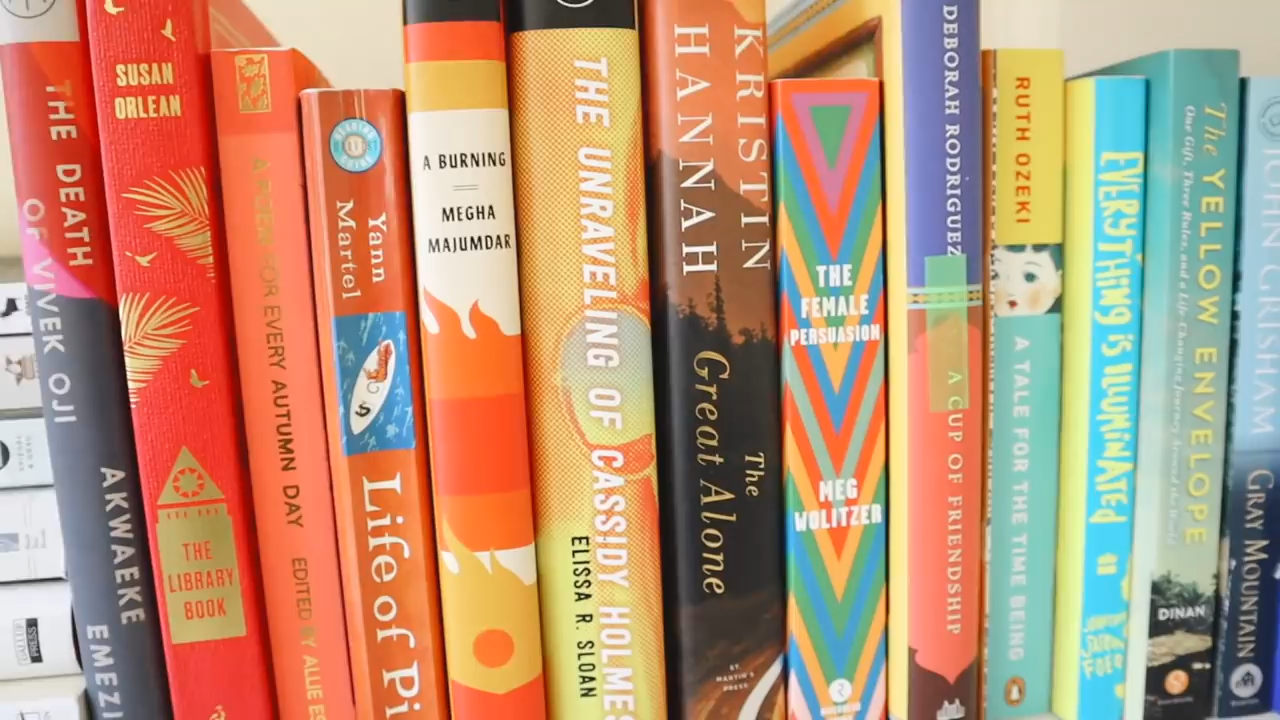 THE DEATH
OF VIVEK OJI
AKWAEKE
EMEZI
SUSAN
ORLEAN
THE
LIBRARY
BOOK
A POEM FOR EVERY AUTUMN DAY
EDITED BY ALLIE ES
Yann
Martel
Life of Pi
A BURNING
MEGHA
MAJUMDAR
THE UNRAVELING OF CASSIDY HOLMES
ELISSA R. SLOAN
KRISTIN
HANNAH
The
Great Alone
ST.
MARTIN'S
PRESS
THE
FEMALE
PERSUASION
MEG
WOLITZER
DEBORAH RODRIGUEZ
A CUP OF FRIENDSHIP
RUTH OZEKI
A TALE FOR THE TIME BEING
EVERYTHING iS iLLUMiNATED
JONATHAN
SAFRAN
FOER
The YELLOW ENVELOPE
One Gift, Three Rules, and a Life-Changing Journey Around the World
DINAN
JOHN GRISHAM
GRAY MOUNTAIN